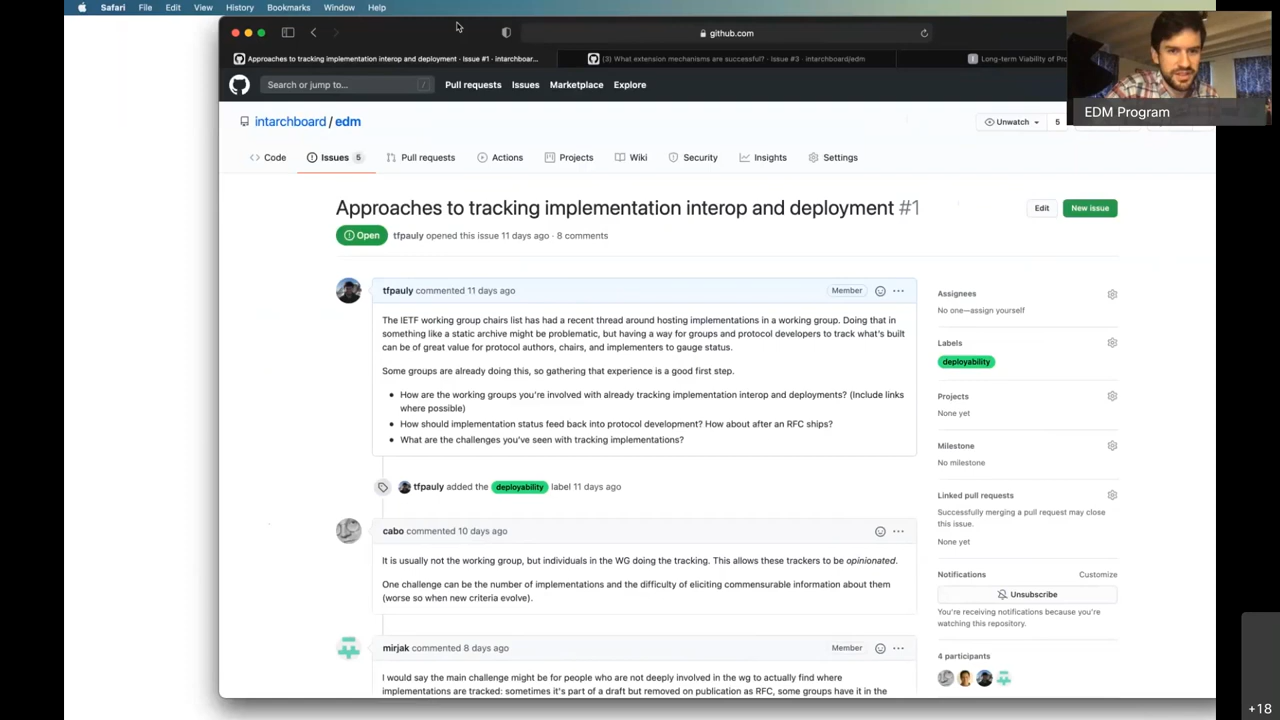 Safari File Edit View History Bookmarks Window Help
github.com
Approaches to tracking implementation interop and deployment · Issue #1 · intarchboar...
(3) What extension mechanisms are successful? · Issue #3 · intarchboard/edm
Long-term Viability of Pro
Search or jump to... /
Pull requests Issues Marketplace Explore
EDM Program
intarchboard / edm
Unwatch 5
Code Issues 5 Pull requests Actions Projects Wiki Security Insights Settings
Approaches to tracking implementation interop and deployment #1
Edit New issue
Open tfpauly opened this issue 11 days ago · 8 comments
tfpauly commented 11 days ago Member
The IETF working group chairs list has had a recent thread around hosting implementations in a working group. Doing that in
something like a static archive might be problematic, but having a way for groups and protocol developers to track what's built
can be of great value for protocol authors, chairs, and implementers to gauge status.
Some groups are already doing this, so gathering that experience is a good first step.
How are the working groups you're involved with already tracking implementation interop and deployments? (Include links
where possible)
How should implementation status feed back into protocol development? How about after an RFC ships?
What are the challenges you've seen with tracking implementations?
tfpauly added the deployability label 11 days ago
cabo commented 10 days ago
It is usually not the working group, but individuals in the WG doing the tracking. This allows these trackers to be opinionated.
One challenge can be the number of implementations and the difficulty of eliciting commensurable information about them
(worse so when new criteria evolve).
mirjak commented 8 days ago Member
I would say the main challenge might be for people who are not deeply involved in the wg to actually find where
implementations are tracked: sometimes it's part of a draft but removed on publication as RFC, some groups have it in the
Assignees
No one—assign yourself
Labels
deployability
Projects
None yet
Milestone
No milestone
Linked pull requests
Successfully merging a pull request may close
this issue.
None yet
Notifications Customize
Unsubscribe
You're receiving notifications because you're
watching this repository.
4 participants
+18